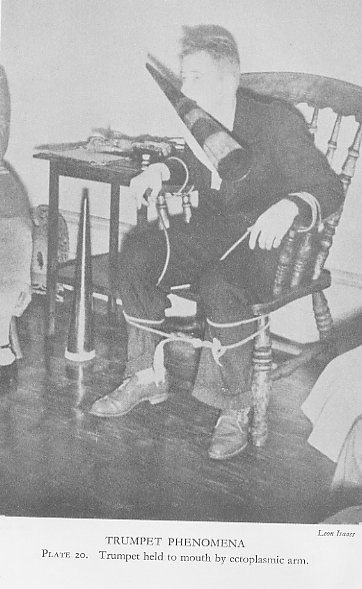 Leon Isaacs
TRUMPET PHENOMENA
PLATE 20. Trumpet held to mouth by ectoplasmic arm.